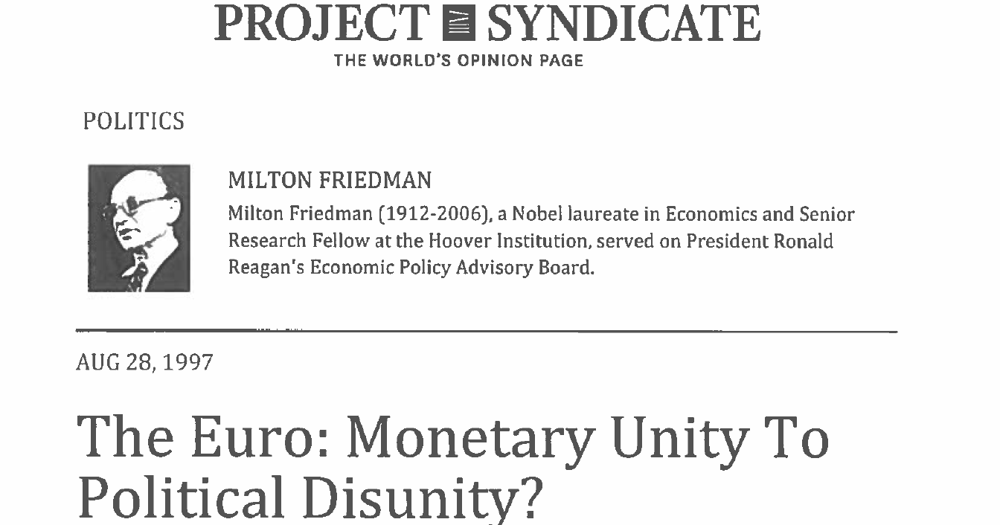 PROJECT SYNDICATE
THE WORLD'S OPINION PAGE
POLITICS
MILTON FRIEDMAN
Milton Friedman (1912-2006), a Nobel laureate in Economics and Senior
Research Fellow at the Hoover Institution, served on President Ronald
Reagan's Economic Policy Advisory Board.
AUG 28, 1997
The Euro: Monetary Unity To
Political Disunity?